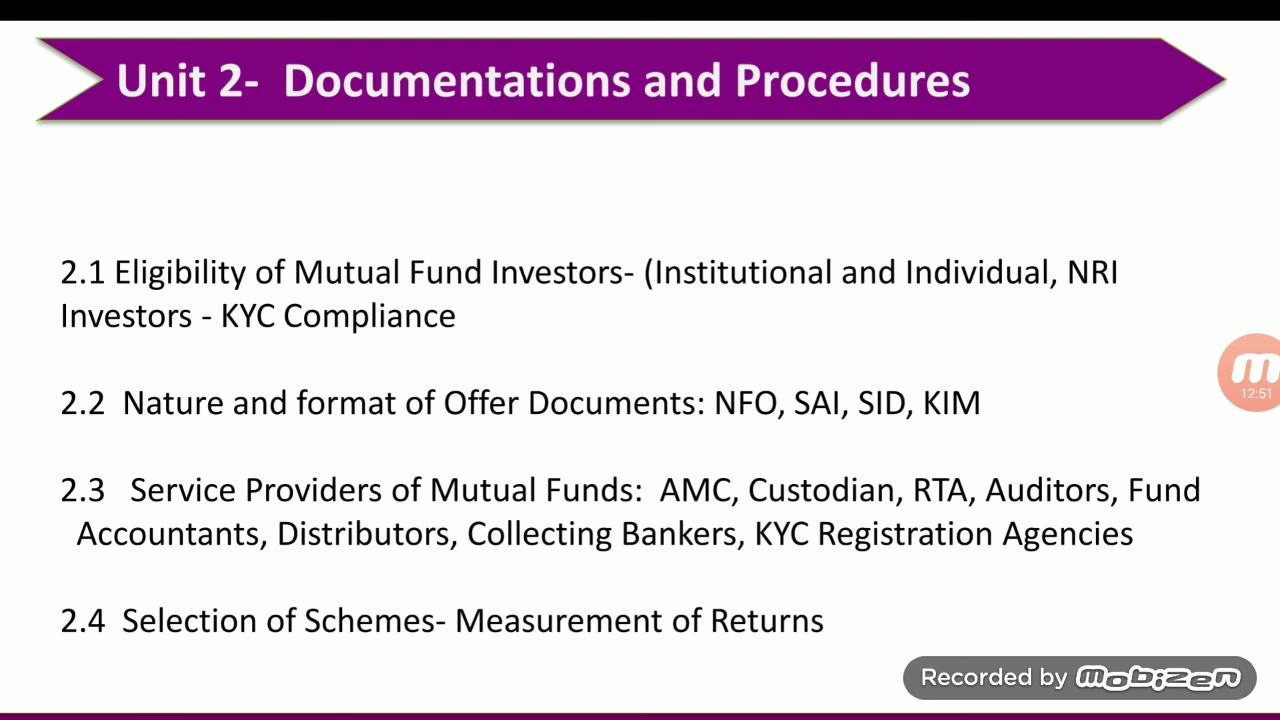 Unit 2-  Documentations and Procedures
2.1 Eligibility of Mutual Fund Investors- (Institutional and Individual, NRI
Investors - KYC Compliance
2.2  Nature and format of Offer Documents: NFO, SAI, SID, KIM
2.3   Service Providers of Mutual Funds:  AMC, Custodian, RTA, Auditors, Fund
Accountants, Distributors, Collecting Bankers, KYC Registration Agencies
2.4  Selection of Schemes- Measurement of Returns
m
12:51
Recorded by mobizen